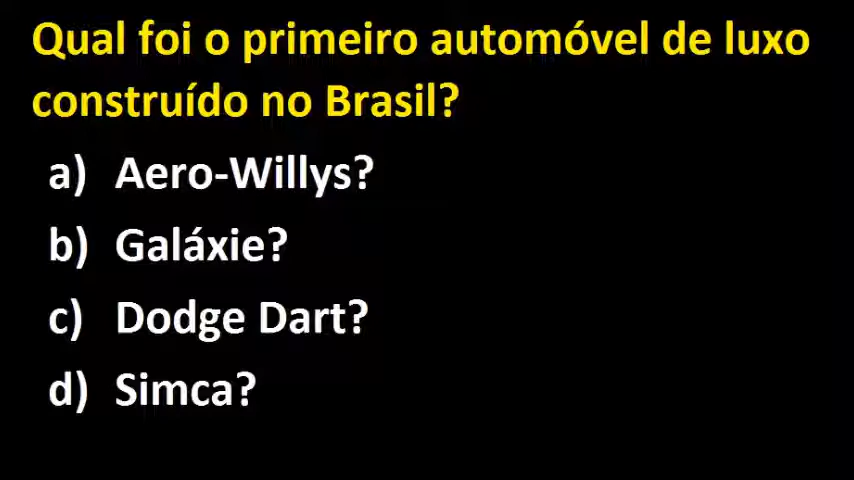 Qual foi o primeiro automóvel de luxo
construído no Brasil?
a) Aero-Willys?
b) Galáxie?
c) Dodge Dart?
d) Simca?